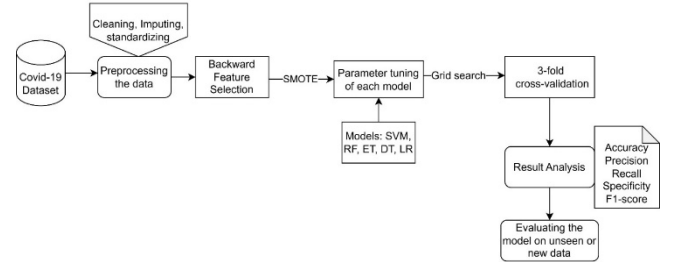 Cleaning, Imputing,
standardizing
Covid-19
Dataset
Preprocessing
the data
Backward
Feature
Selection
SMOTE
Parameter tuning
of each model
Grid search
3-fold
cross-validation
Models: SVM,
RF, ET, DT, LR
Result Analysis
Accuracy
Precision
Recall
Specificity
F1-score
Evaluating the
model on unseen or
new data